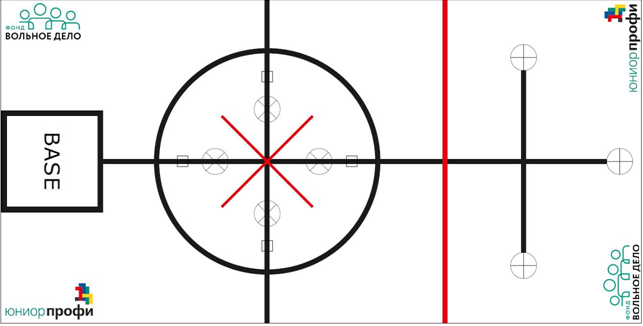 ФОНД
ВОЛЬНОЕ ДЕЛО
юниорпрофи
BASE
юниорпрофи
ФОНД
ВОЛЬНОЕ ДЕЛО